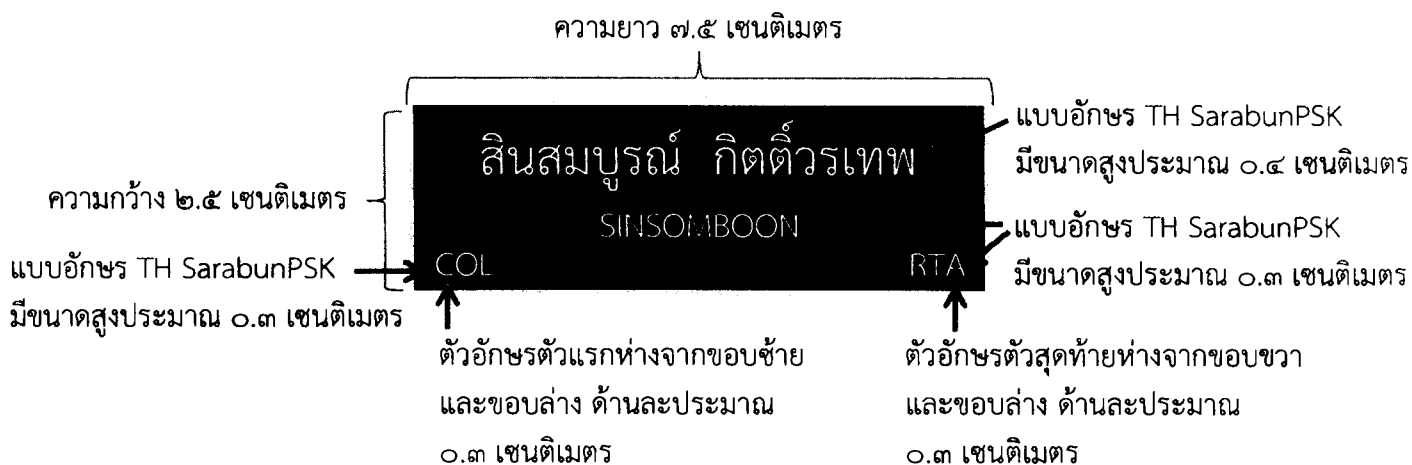 ความยาว ๗.๕ เซนติเมตร
สินสมบูรณ์ กิตติ์วรเทพ
SINSOMBOON
COL
RTA
ความกว้าง ๒.๕ เซนติเมตร
แบบอักษร TH SarabunPSK
มีขนาดสูงประมาณ ๐.๔ เซนติเมตร
แบบอักษร TH SarabunPSK
มีขนาดสูงประมาณ ๐.๓ เซนติเมตร
แบบอักษร TH SarabunPSK
มีขนาดสูงประมาณ ๐.๓ เซนติเมตร
ตัวอักษรตัวแรกห่างจากขอบซ้าย
และขอบล่าง ด้านละประมาณ
๐.๓ เซนติเมตร
ตัวอักษรตัวสุดท้ายห่างจากขอบขวา
และขอบล่าง ด้านละประมาณ
๐.๓ เซนติเมตร